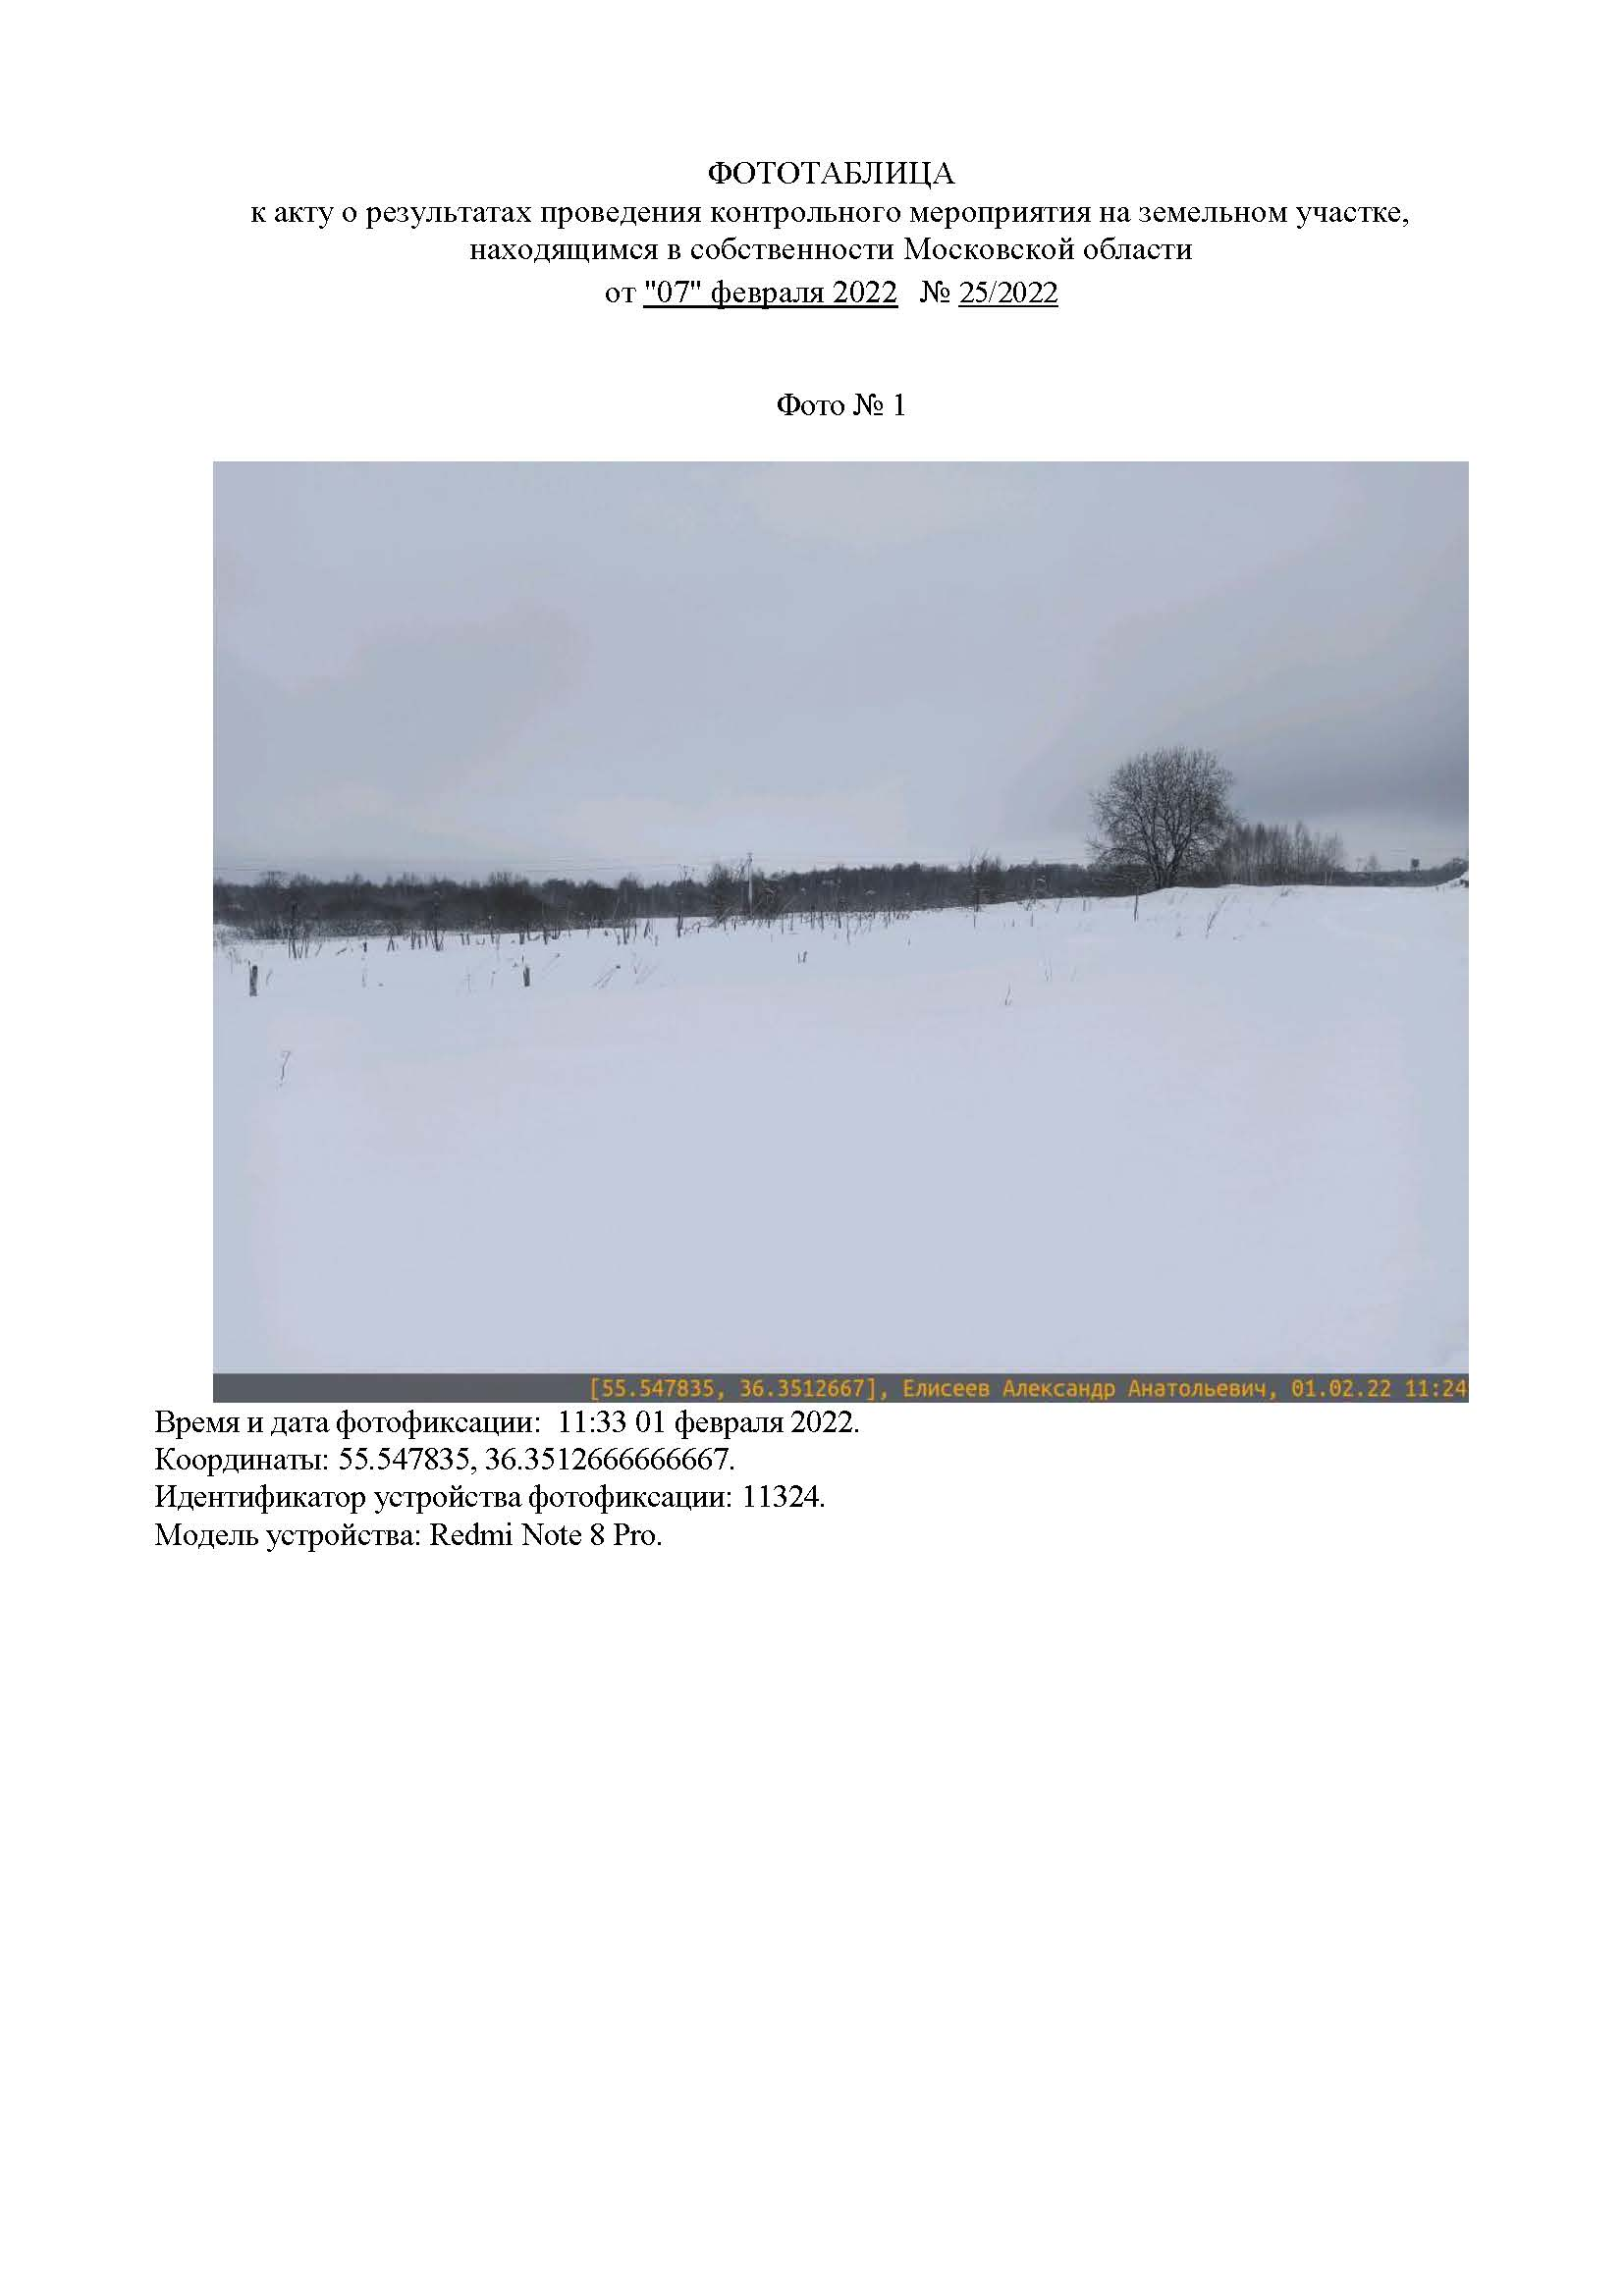 ФОТОТАБЛИЦА
к акту о результатах проведения контрольного мероприятия на земельном участке,
находящимся в собственности Московской области
от "07" февраля 2022 № 25/2022
Фото № 1
[55.547835, 36.3512667], Елисеев Александр Анатольевич, 01.02.22 11:24
Время и дата фотофиксации: 11:33 01 февраля 2022.
Координаты: 55.547835, 36.3512666666667.
Идентификатор устройства фотофиксации: 11324.
Модель устройства: Redmi Note 8 Pro.